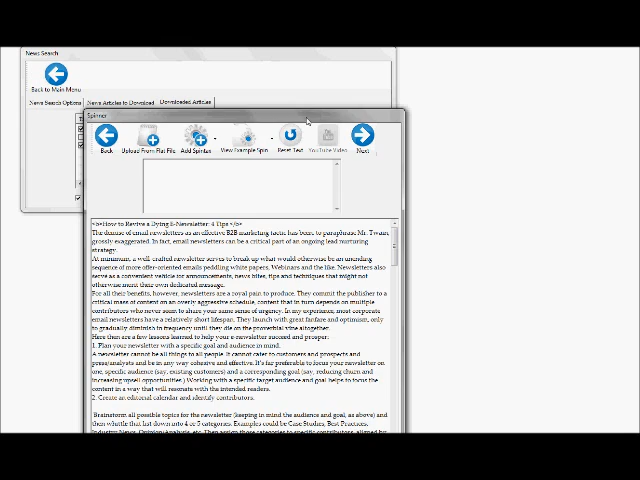 News Search
Back to Main Menu
News Search Options News Articles to Download Downloaded Articles
Spinner
Back Upload From Flat File Add Spintax View Example Spin Reset Text YouTube Video Next
<b>How to Revive a Dying E-Newsletter: 4 Tips </b>
The demise of email newsletters as an effective B2B marketing tactic has been, to paraphrase Mr. Twain,
grossly exaggerated. In fact, email newsletters can be a critical part of an ongoing lead nurturing
strategy.
At minimum, a well-crafted newsletter serves to break up what would otherwise be an unending
sequence of more offer-oriented emails peddling white papers, Webinars and the like. Newsletters also
serve as a convenient vehicle for announcements, news bites, tips and techniques that might not
otherwise merit their own dedicated message.
For all their benefits, however, newsletters are a royal pain to produce. They commit the publisher to a
critical mass of content on an overly aggressive schedule, content that in turn depends on multiple
contributors who never seem to share your same sense of urgency. In my experience, most corporate
email newsletters have a relatively short lifespan. They launch with great fanfare and optimism, only
to gradually diminish in frequency until they die on the proverbial vine altogether.
Here then are a few lessons learned to help your e-newsletter succeed and prosper:
1. Plan your newsletter with a specific goal and audience in mind.
A newsletter cannot be all things to all people. It cannot cater to customers and prospects and
press/analysts and be in any way cohesive and effective. It's far preferable to focus your newsletter on
one, specific audience (say, existing customers) and a corresponding goal (say, reducing churn and
increasing upsell opportunities.) Working with a specific target audience and goal helps to focus the
content in a way that will resonate with the intended readers.
2. Create an editorial calendar and identify contributors.
Brainstorm all possible topics for the newsletter (keeping in mind the audience and goal, as above) and
then whittle that list down into 4 or 5 categories. Examples could be Case Studies, Best Practices,
Industry News, Opinion/Analysis, etc. Then assign those categories to specific contributors, aligned by